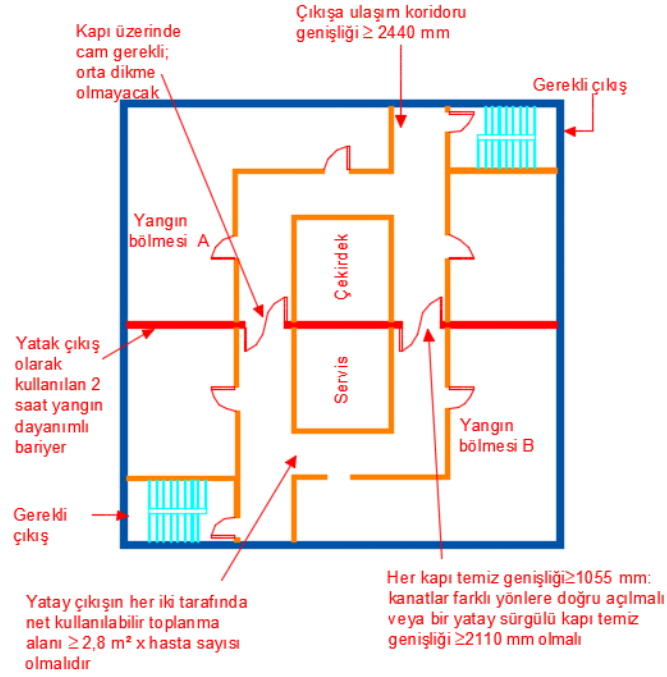 Kapı üzerinde
cam gerekli;
orta dikme
olmayacak
Çıkışa ulaşım koridoru
genişliği ≥ 2440 mm
Gerekli çıkış
Yangın
bölmesi A
Çekirdek
Yatak çıkış
olarak
kullanılan 2
saat yangın
dayanımlı
bariyer
Servis
Yangın
bölmesi B
Gerekli
çıkış
Yatay çıkışın her iki tarafında
net kullanılabilir toplanma
alanı ≥ 2,8 m² x hasta sayısı
olmalıdır
Her kapı temiz genişliği≥1055 mm:
kanatlar farklı yönlere doğru açılmalı
veya bir yatay sürgülü kapı temiz
genişliği ≥2110 mm olmalı